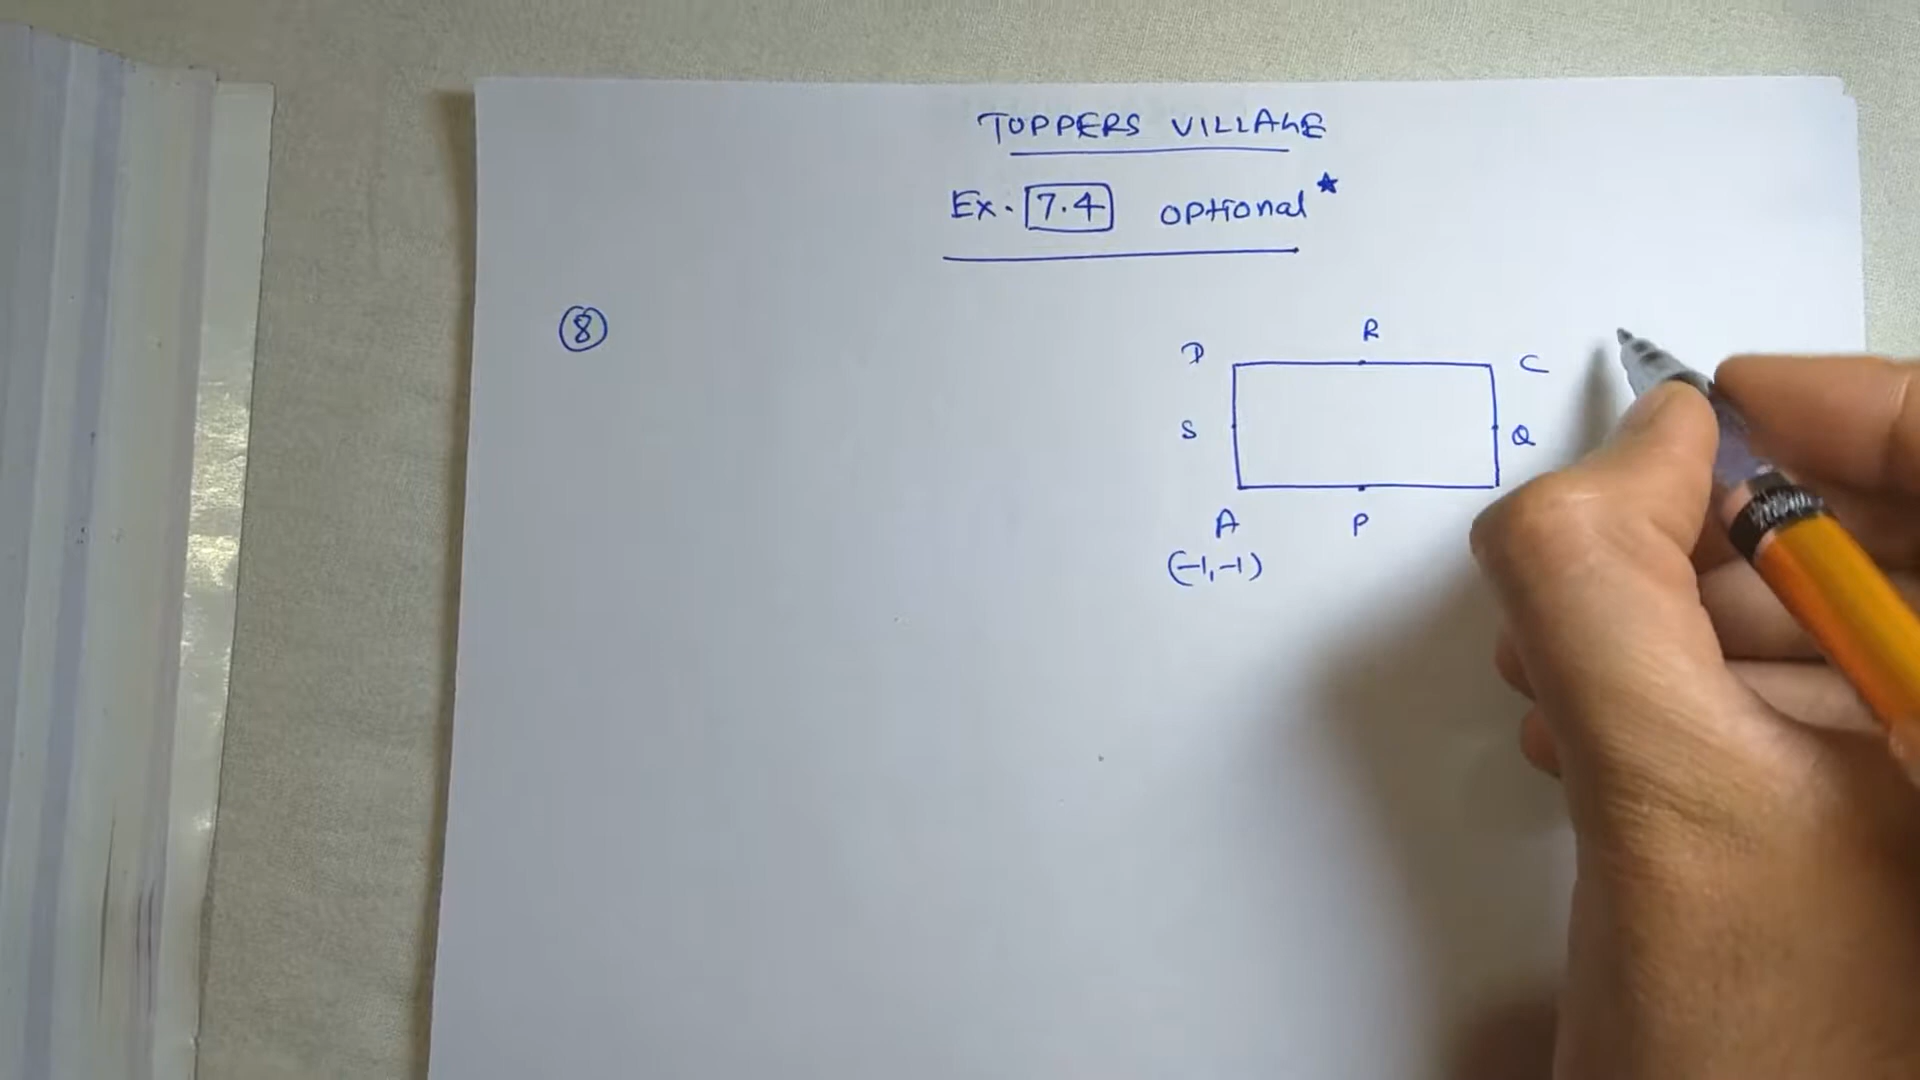 TOPPERS VILLAGE
Ex. 7.4 optional*
8
R
D C
S Q
A P
(-1,-1)